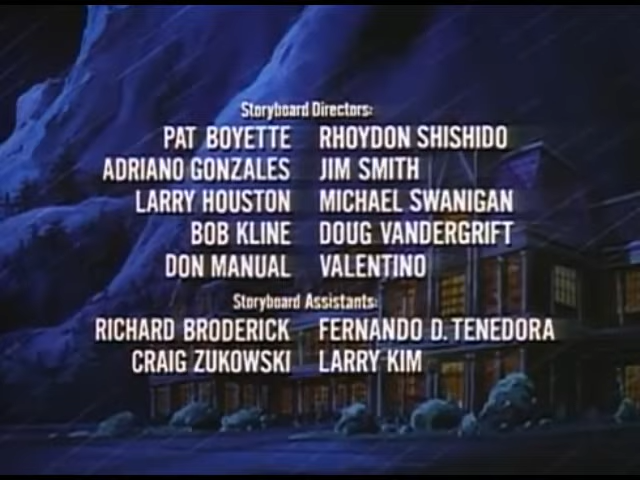 Storyboard Directors:
PAT BOYETTE RHOYDON SHISHIDO
ADRIANO GONZALES JIM SMITH
LARRY HOUSTON MICHAEL SWANIGAN
BOB KLINE DOUG VANDERGRIFT
DON MANUAL VALENTINO
Storyboard Assistants:
RICHARD BRODERICK FERNANDO D. TENEDORA
CRAIG ZUKOWSKI LARRY KIM